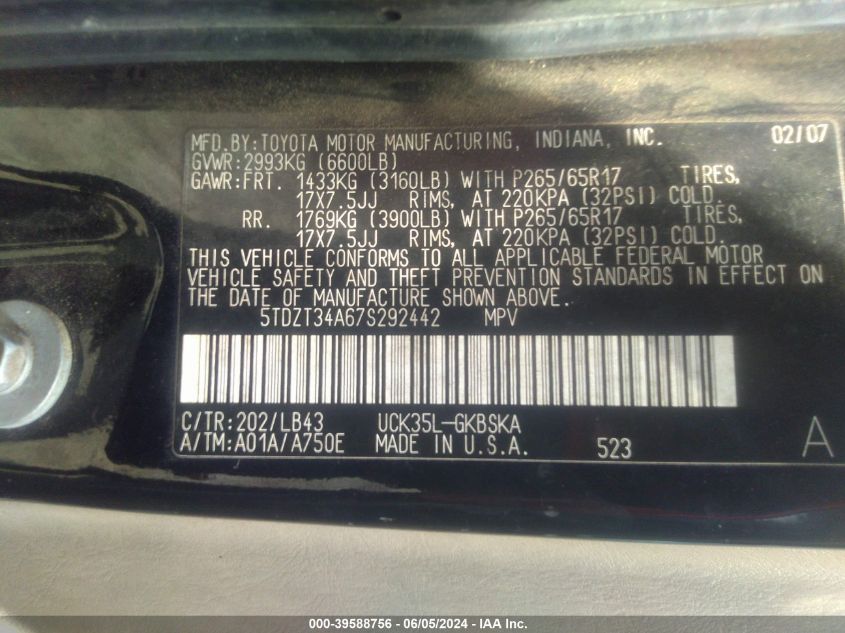 MFD.BY:TOYOTA MOTOR MANUFACTURING, INDIANA, INC. 02/07
GVWR:2993KG (6600LB)
GAWR:FRT. 1433KG (3160LB) WITH P265/65R17 TIRES,
17X7.5JJ RIMS, AT 220KPA (32PSI) COLD.
RR. 1769KG (3900LB) WITH P265/65R17 TIRES,
17X7.5JJ RIMS, AT 220KPA (32PSI) COLD.
THIS VEHICLE CONFORMS TO ALL APPLICABLE FEDERAL MOTOR
VEHICLE SAFETY AND THEFT PREVENTION STANDARDS IN EFFECT ON
THE DATE OF MANUFACTURE SHOWN ABOVE.
5TDZT34A67S292442 MPV
C/TR:202/LB43 UCK35L-GKBSKA
A/TM:A01A/A750E MADE IN U.S.A. 523 A
000-39588756 - 06/05/2024 - IAA Inc.